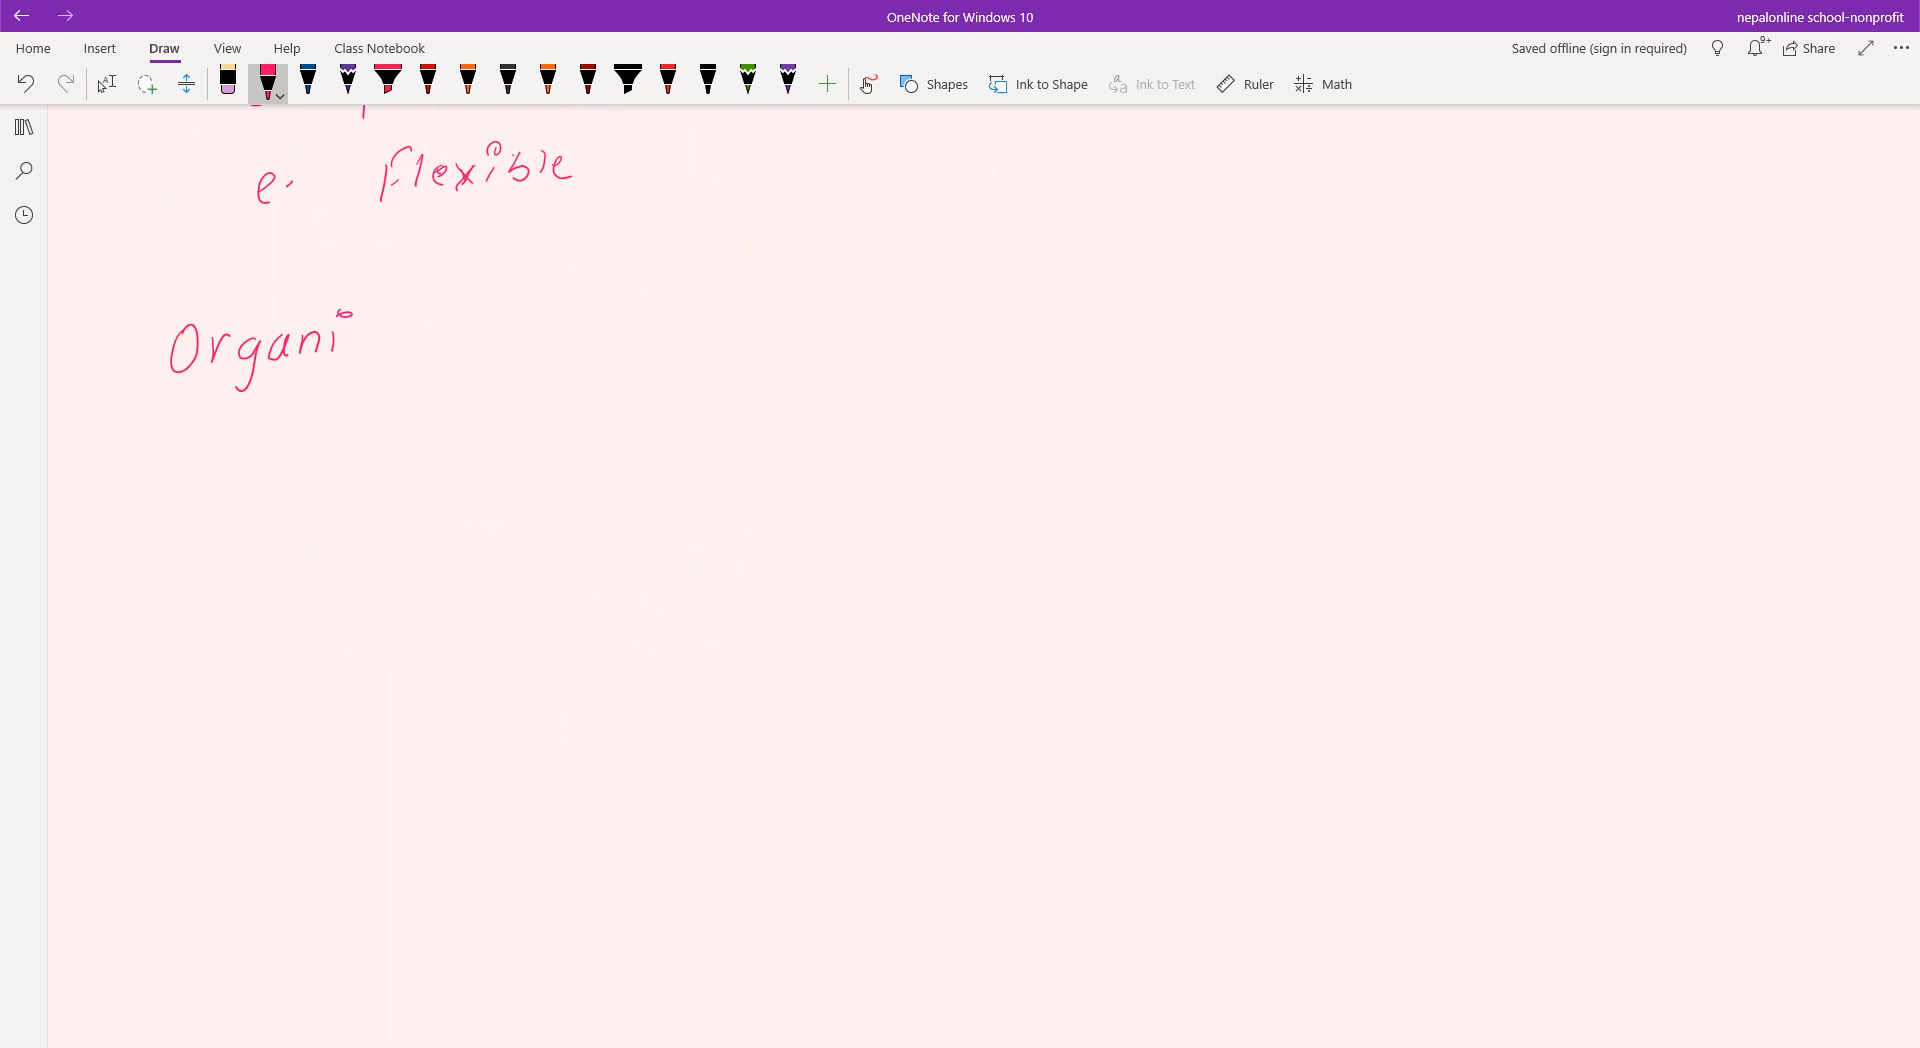 OneNote for Windows 10
nepalonline school-nonprofit
Home Insert Draw View Help Class Notebook
Saved offline (sign in required) 9+ Share
Shapes Ink to Shape Ink to Text Ruler Math
e. Flexible
Organi